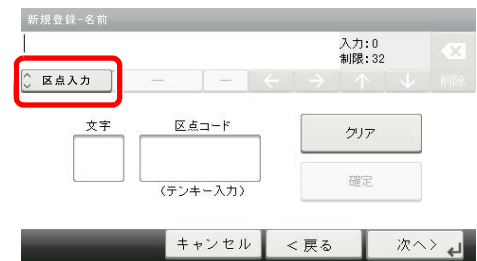 新規登録-名前
入力:0
制限:32
区点入力 － － ← → ↑ ↓ 削除
文字 区点コード クリア
(テンキー入力) 確定
キャンセル <戻る 次へ>